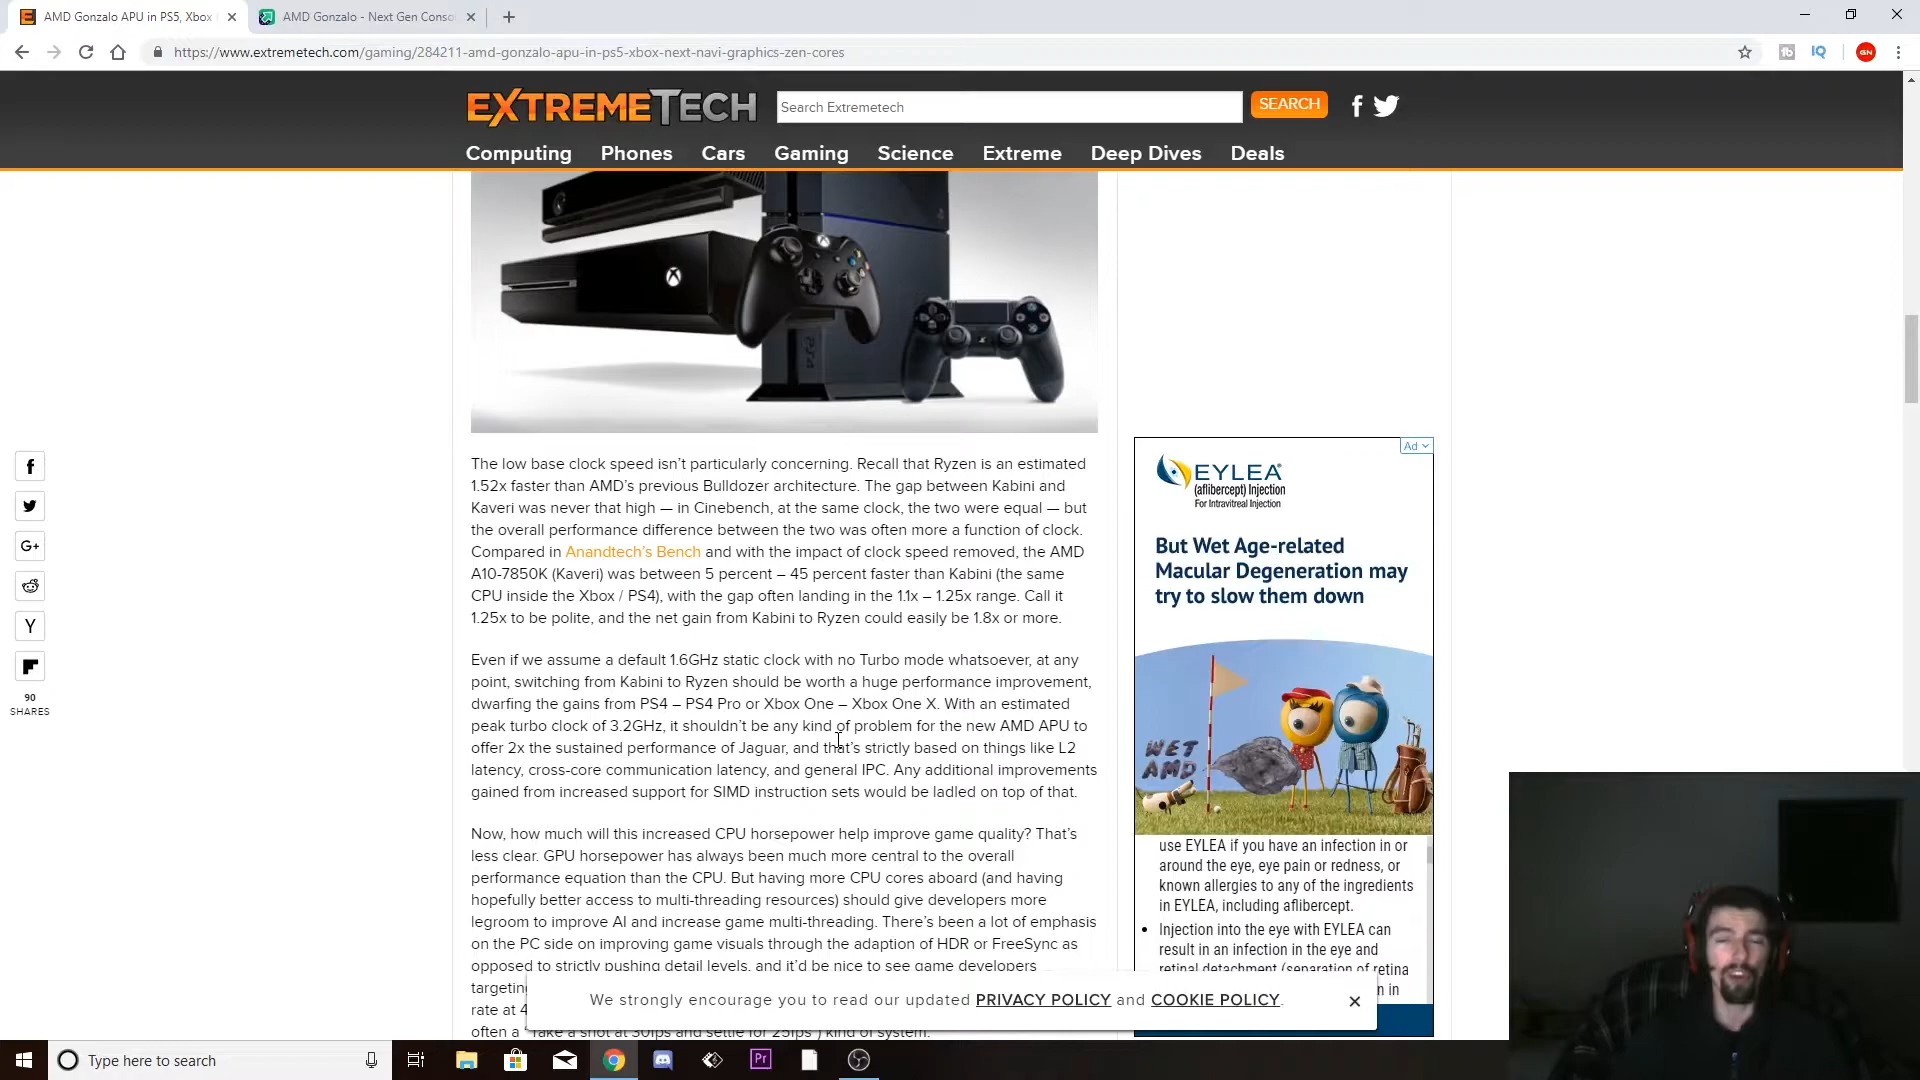 AMD Gonzalo APU in PS5, Xbox
AMD Gonzalo - Next Gen Conso
https://www.extremetech.com/gaming/284211-amd-gonzalo-apu-in-ps5-xbox-next-navi-graphics-zen-cores
EXTREMETECH
Search Extremetech
SEARCH
Computing Phones Cars Gaming Science Extreme Deep Dives Deals
The low base clock speed isn't particularly concerning. Recall that Ryzen is an estimated
1.52x faster than AMD's previous Bulldozer architecture. The gap between Kabini and
Kaveri was never that high — in Cinebench, at the same clock, the two were equal — but
the overall performance difference between the two was often more a function of clock.
Compared in Anandtech's Bench and with the impact of clock speed removed, the AMD
A10-7850K (Kaveri) was between 5 percent – 45 percent faster than Kabini (the same
CPU inside the Xbox / PS4), with the gap often landing in the 1.1x – 1.25x range. Call it
1.25x to be polite, and the net gain from Kabini to Ryzen could easily be 1.8x or more.
Even if we assume a default 1.6GHz static clock with no Turbo mode whatsoever, at any
point, switching from Kabini to Ryzen should be worth a huge performance improvement,
dwarfing the gains from PS4 – PS4 Pro or Xbox One – Xbox One X. With an estimated
peak turbo clock of 3.2GHz, it shouldn't be any kind of problem for the new AMD APU to
offer 2x the sustained performance of Jaguar, and that's strictly based on things like L2
latency, cross-core communication latency, and general IPC. Any additional improvements
gained from increased support for SIMD instruction sets would be ladled on top of that.
Now, how much will this increased CPU horsepower help improve game quality? That's
less clear. GPU horsepower has always been much more central to the overall
performance equation than the CPU. But having more CPU cores aboard (and having
hopefully better access to multi-threading resources) should give developers more
legroom to improve AI and increase game multi-threading. There's been a lot of emphasis
on the PC side on improving game visuals through the adaption of HDR or FreeSync as
opposed to strictly pushing detail levels, and it'd be nice to see game developers
targeting
rate at 4
often a "Take a shot at 30fps and settle for 25fps") kind of system.
G+
Y
90
SHARES
Ad
EYLEA
(aflibercept) Injection
For Intravitreal Injection
But Wet Age-related
Macular Degeneration may
try to slow them down
WET
AMD
use EYLEA if you have an infection in or
around the eye, eye pain or redness, or
known allergies to any of the ingredients
in EYLEA, including aflibercept.
• Injection into the eye with EYLEA can
result in an infection in the eye and
retinal detachment (separation of retina
n in
We strongly encourage you to read our updated PRIVACY POLICY and COOKIE POLICY.
Type here to search
Pr
tb
IQ
GN
PS4